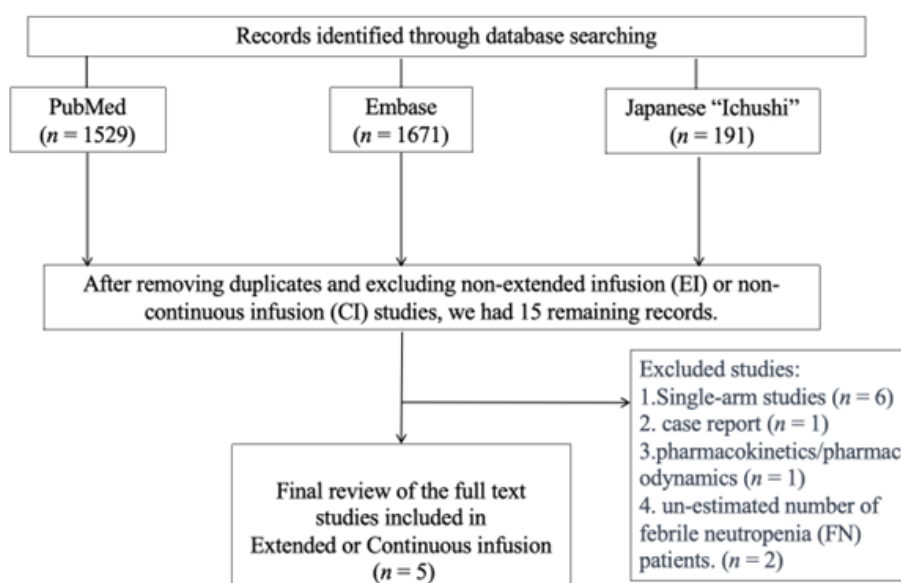 Records identified through database searching
PubMed
(n = 1529)
Embase
(n = 1671)
Japanese “Ichushi”
(n = 191)
After removing duplicates and excluding non-extended infusion (EI) or non-
continuous infusion (CI) studies, we had 15 remaining records.
Excluded studies:
1.Single-arm studies (n = 6)
2. case report (n = 1)
3.pharmacokinetics/pharmac
odynamics (n = 1)
4. un-estimated number of
febrile neutropenia (FN)
patients. (n = 2)
Final review of the full text
studies included in
Extended or Continuous infusion
(n = 5)